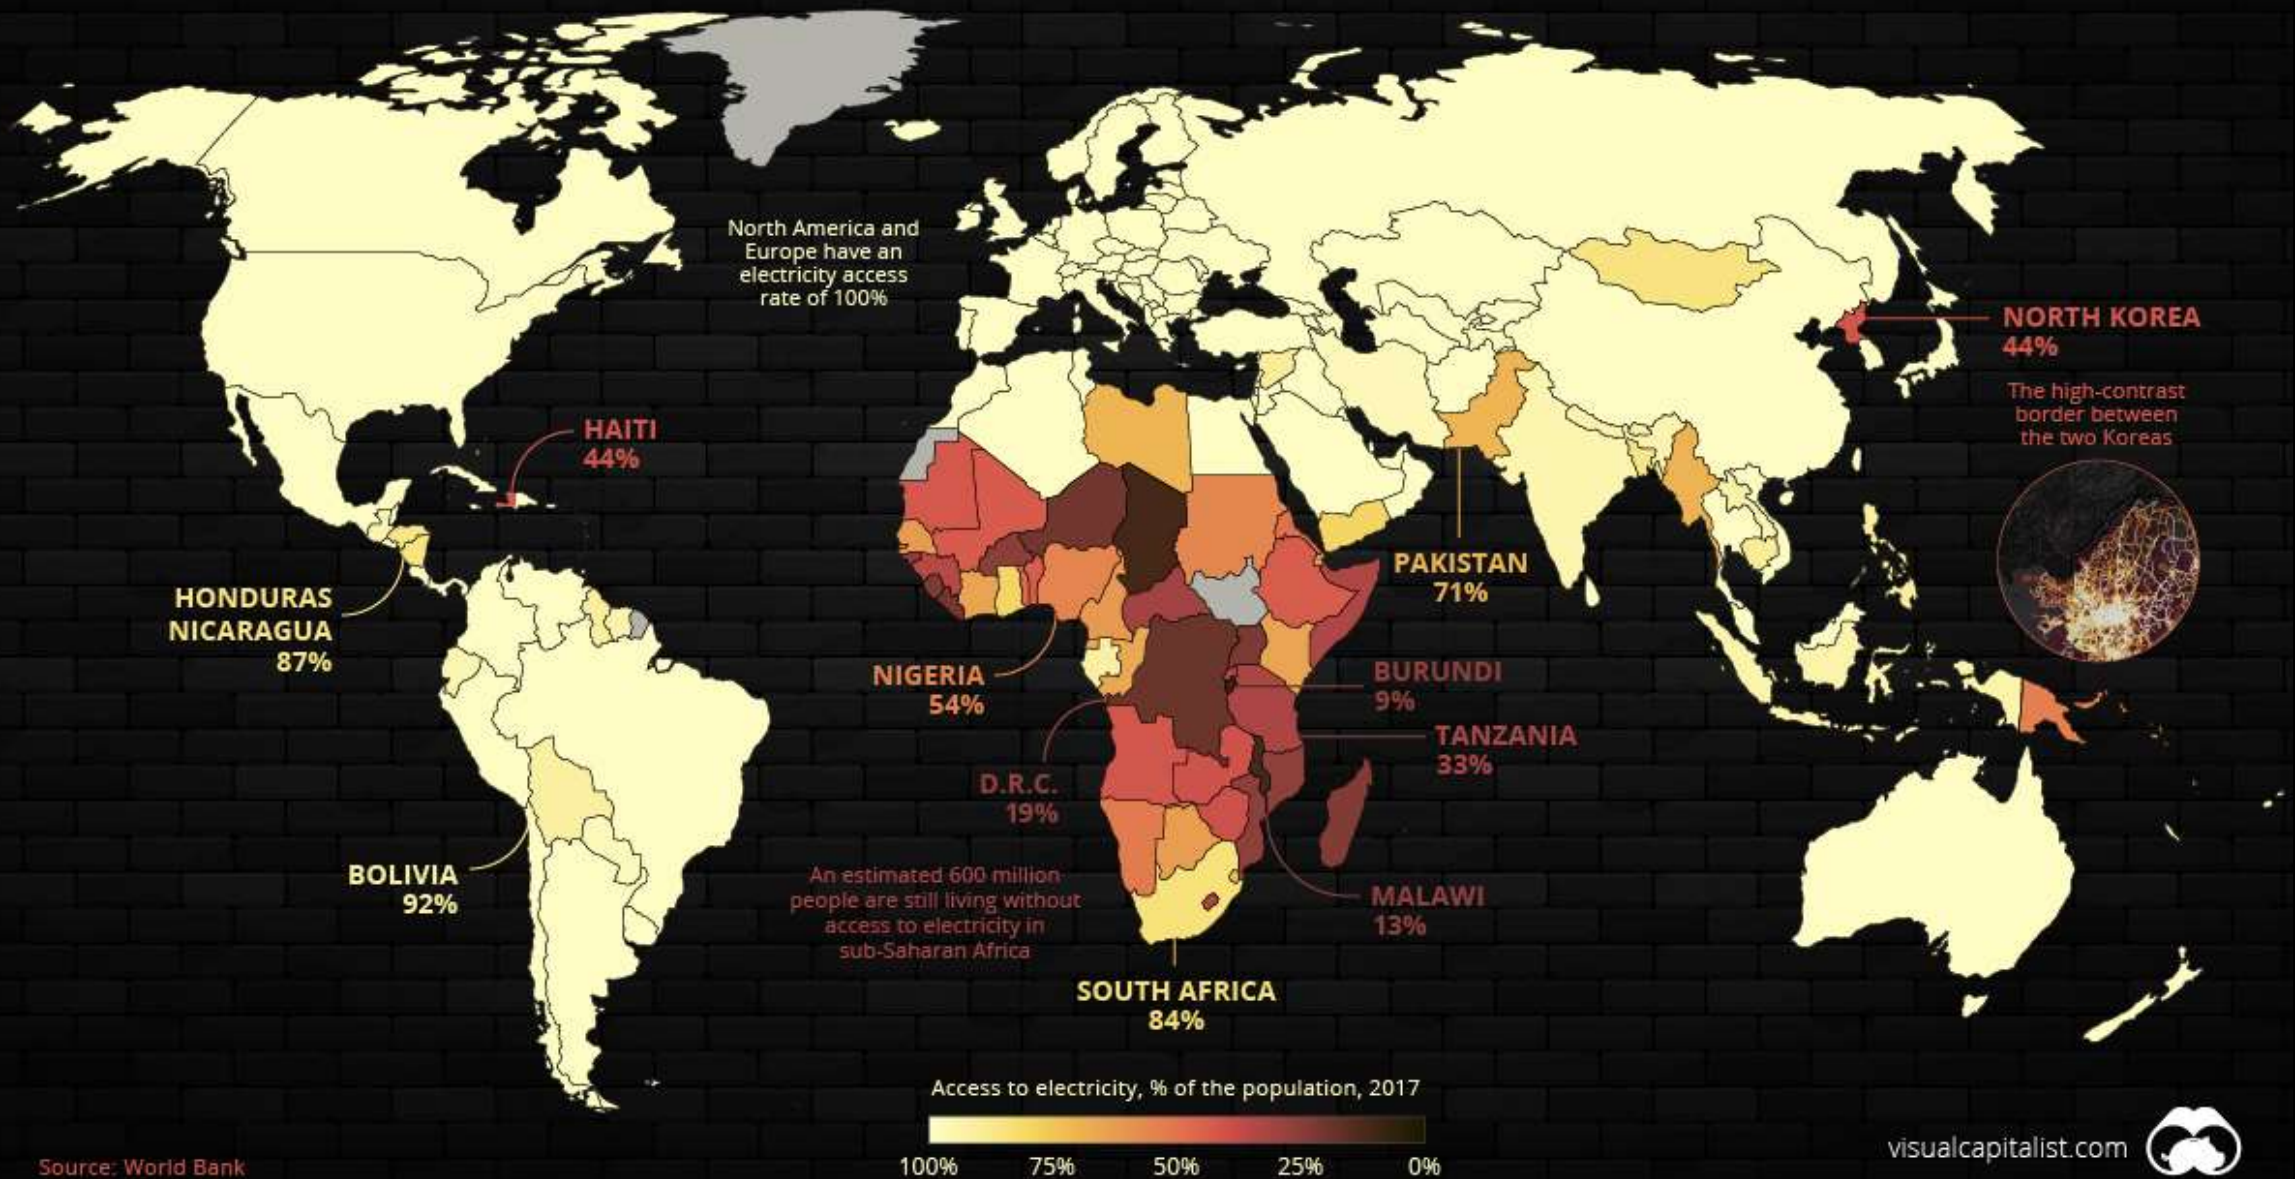 North America and
Europe have an
electricity access
rate of 100%
NORTH KOREA
44%
The high-contrast
border between
the two Koreas
HAITI
44%
HONDURAS
NICARAGUA
87%
PAKISTAN
71%
NIGERIA
54%
BURUNDI
9%
TANZANIA
33%
D.R.C.
19%
BOLIVIA
92%
An estimated 600 million
people are still living without
access to electricity in
sub-Saharan Africa
MALAWI
13%
SOUTH AFRICA
84%
Access to electricity, % of the population, 2017
100% 75% 50% 25% 0%
Source: World Bank
visualcapitalist.com